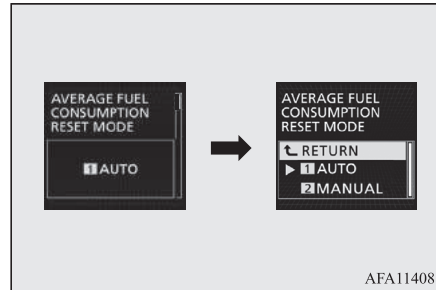 AVERAGE FUEL
CONSUMPTION
RESET MODE
1 AUTO
AVERAGE FUEL
CONSUMPTION
RESET MODE
RETURN
1 AUTO
2 MANUAL
AFA11408